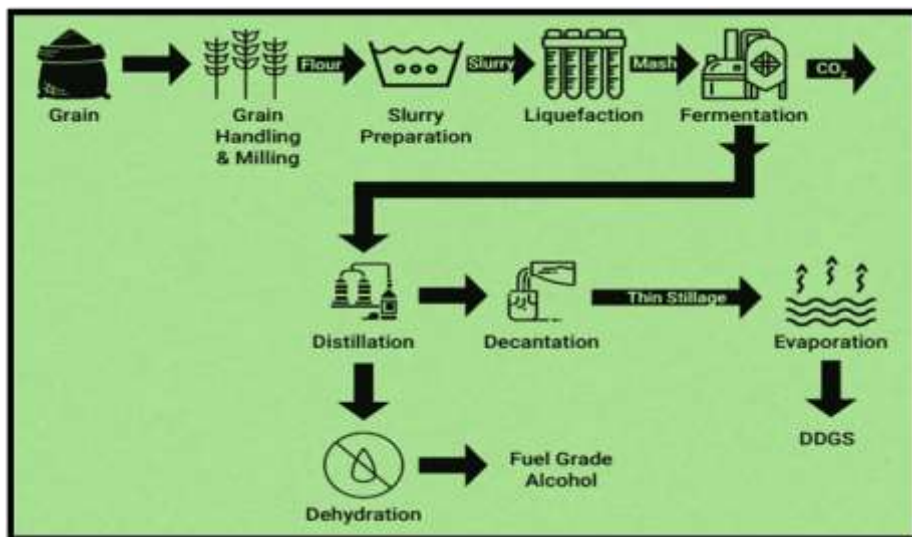 Flour
Slurry
Mash
CO₂
Grain
Grain
Handling
& Milling
Slurry
Preparation
Liquefaction
Fermentation
Thin Stillage
Distillation
Decantation
Evaporation
DDGS
Fuel Grade
Alcohol
Dehydration